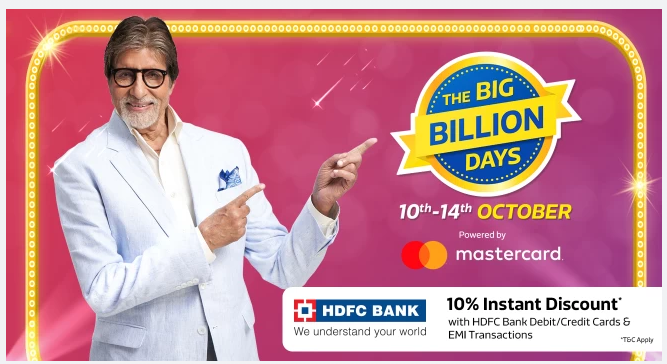 THE BIG
BILLION
DAYS
10th-14th OCTOBER
Powered by
mastercard.
HDFC BANK
We understand your world
10% Instant Discount*
with HDFC Bank Debit/Credit Cards &
EMI Transactions
*T&C Apply